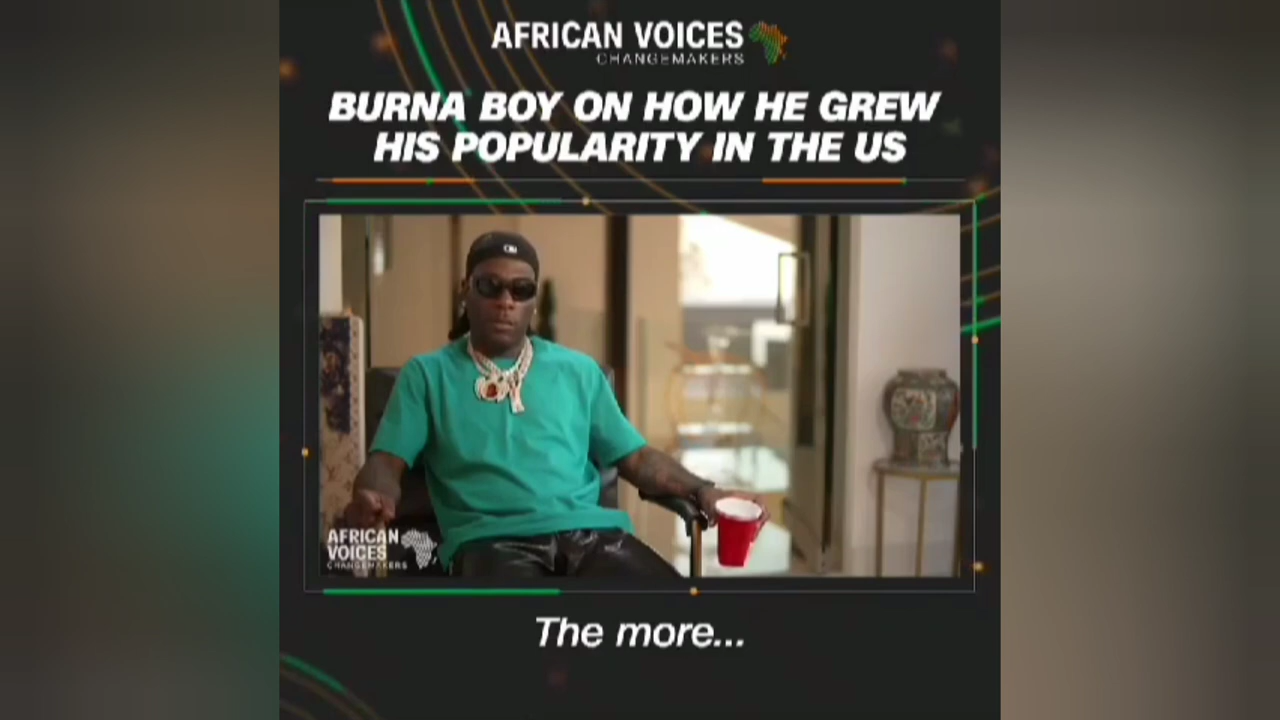 AFRICAN VOICES
CHANGEMAKERS
BURNA BOY ON HOW HE GREW
HIS POPULARITY IN THE US
AFRICAN
VOICES
CHANGEMAKERS
The more...